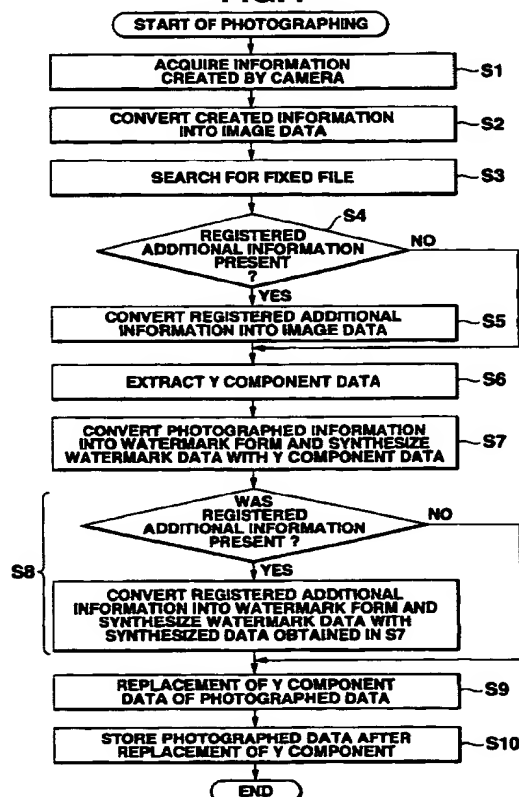 START OF PHOTOGRAPHING
ACQUIRE INFORMATION
CREATED BY CAMERA
S1
CONVERT CREATED INFORMATION
INTO IMAGE DATA
S2
SEARCH FOR FIXED FILE
S3
S4
REGISTERED
ADDITIONAL INFORMATION
PRESENT
?
NO
YES
CONVERT REGISTERED ADDITIONAL
INFORMATION INTO IMAGE DATA
S5
EXTRACT Y COMPONENT DATA
S6
CONVERT PHOTOGRAPHED INFORMATION
INTO WATERMARK FORM AND SYNTHESIZE
WATERMARK DATA WITH Y COMPONENT DATA
S7
WAS
REGISTERED
ADDITIONAL INFORMATION
PRESENT ?
NO
S8
YES
CONVERT REGISTERED ADDITIONAL
INFORMATION INTO WATERMARK FORM AND
SYNTHESIZE WATERMARK DATA WITH
SYNTHESIZED DATA OBTAINED IN S7
REPLACEMENT OF Y COMPONENT
DATA OF PHOTOGRAPHED DATA
S9
STORE PHOTOGRAPHED DATA AFTER
REPLACEMENT OF Y COMPONENT
S10
END